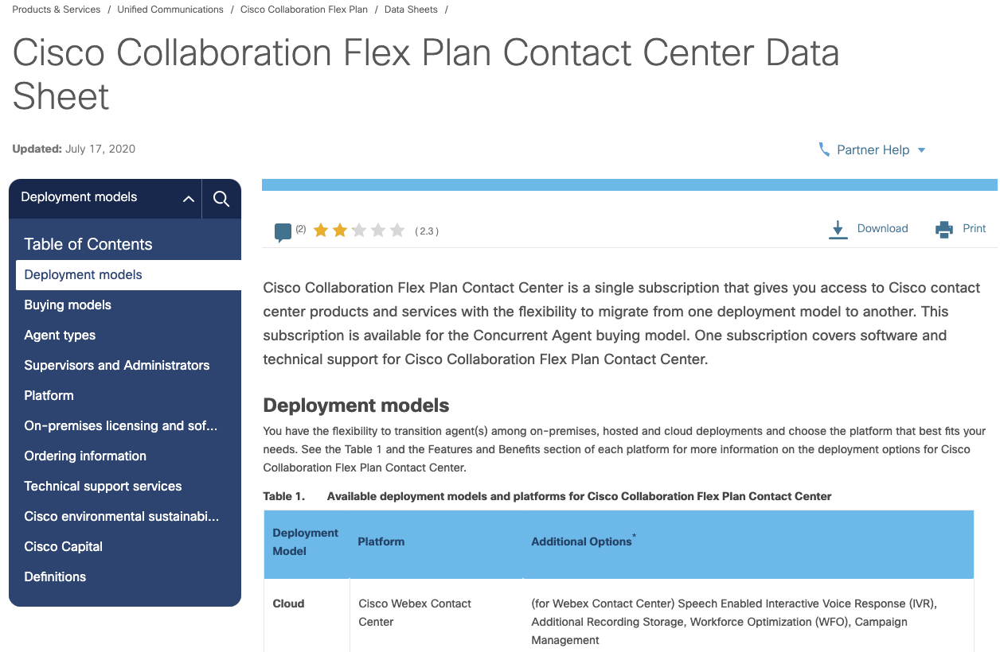 Products & Services / Unified Communications / Cisco Collaboration Flex Plan / Data Sheets /
Cisco Collaboration Flex Plan Contact Center Data
Sheet
Updated: July 17, 2020
Partner Help
Deployment models
Table of Contents
Deployment models
Buying models
Agent types
Supervisors and Administrators
Platform
On-premises licensing and sof...
Ordering information
Technical support services
Cisco environmental sustainabi...
Cisco Capital
Definitions
(2) (2.3)
Download
Print
Cisco Collaboration Flex Plan Contact Center is a single subscription that gives you access to Cisco contact
center products and services with the flexibility to migrate from one deployment model to another. This
subscription is available for the Concurrent Agent buying model. One subscription covers software and
technical support for Cisco Collaboration Flex Plan Contact Center.
Deployment models
You have the flexibility to transition agent(s) among on-premises, hosted and cloud deployments and choose the platform that best fits your
needs. See the Table 1 and the Features and Benefits section of each platform for more information on the deployment options for Cisco
Collaboration Flex Plan Contact Center.
Table 1. Available deployment models and platforms for Cisco Collaboration Flex Plan Contact Center
Deployment
Model
Platform
Additional Options*
Cloud
Cisco Webex Contact
Center
(for Webex Contact Center) Speech Enabled Interactive Voice Response (IVR),
Additional Recording Storage, Workforce Optimization (WFO), Campaign
Management